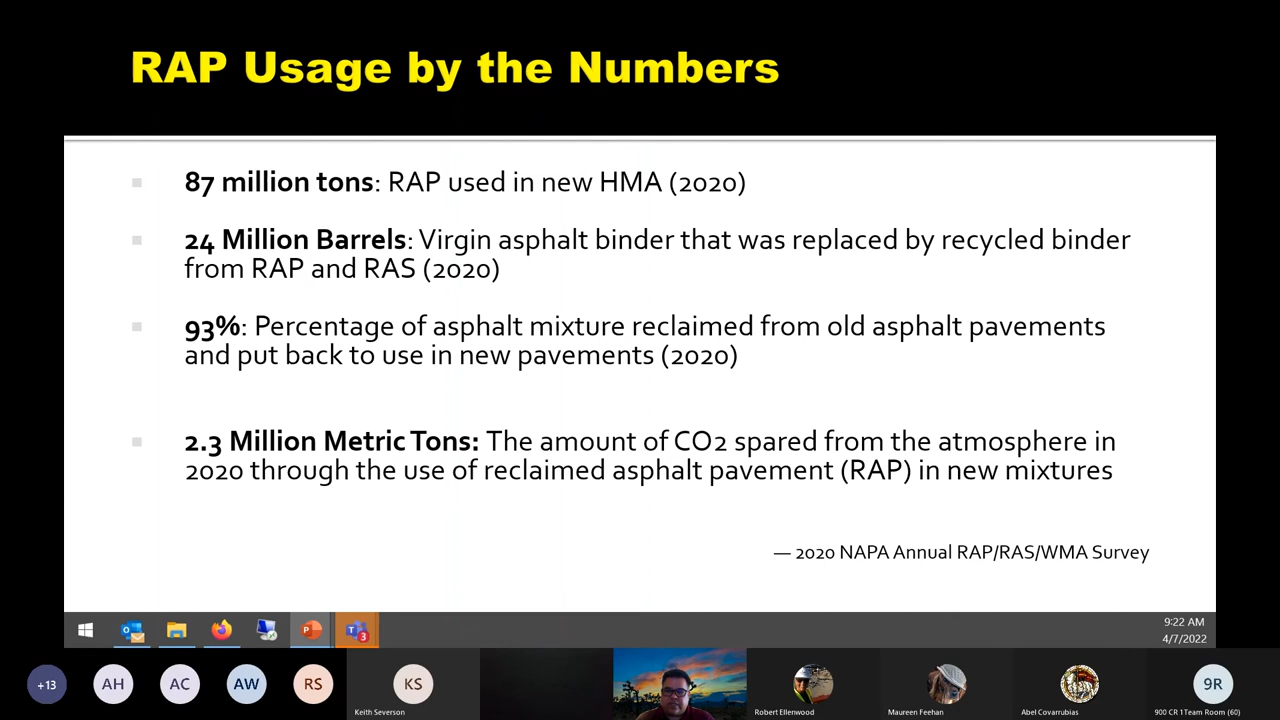 RAP Usage by the Numbers
87 million tons: RAP used in new HMA (2020)
24 Million Barrels: Virgin asphalt binder that was replaced by recycled binder
from RAP and RAS (2020)
93%: Percentage of asphalt mixture reclaimed from old asphalt pavements
and put back to use in new pavements (2020)
2.3 Million Metric Tons: The amount of CO2 spared from the atmosphere in
2020 through the use of reclaimed asphalt pavement (RAP) in new mixtures
— 2020 NAPA Annual RAP/RAS/WMA Survey
9:22 AM
4/7/2022
3
+13
AH
AC
AW
RS
KS
9R
Keith Severson
Robert Ellenwood
Maureen Feehan
Abel Covarrubias
900 CR 1Team Room (60)